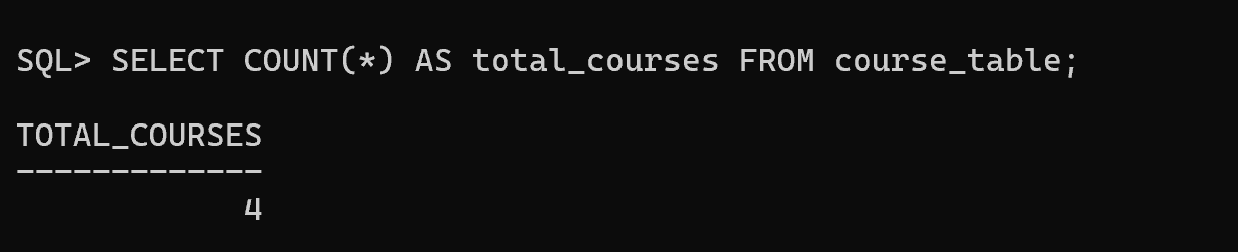 SQL> SELECT COUNT(*) AS total_courses FROM course_table;
TOTAL_COURSES
-------------
4